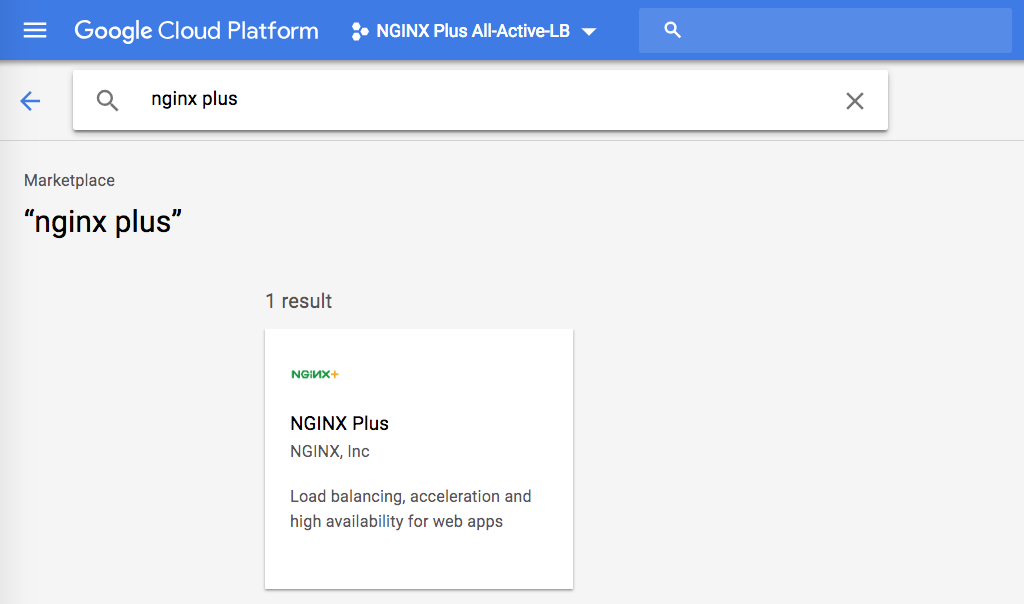 Google Cloud Platform
NGINX Plus All-Active-LB
nginx plus
Marketplace
“nginx plus”
1 result
NGINX+
NGINX Plus
NGINX, Inc
Load balancing, acceleration and
high availability for web apps